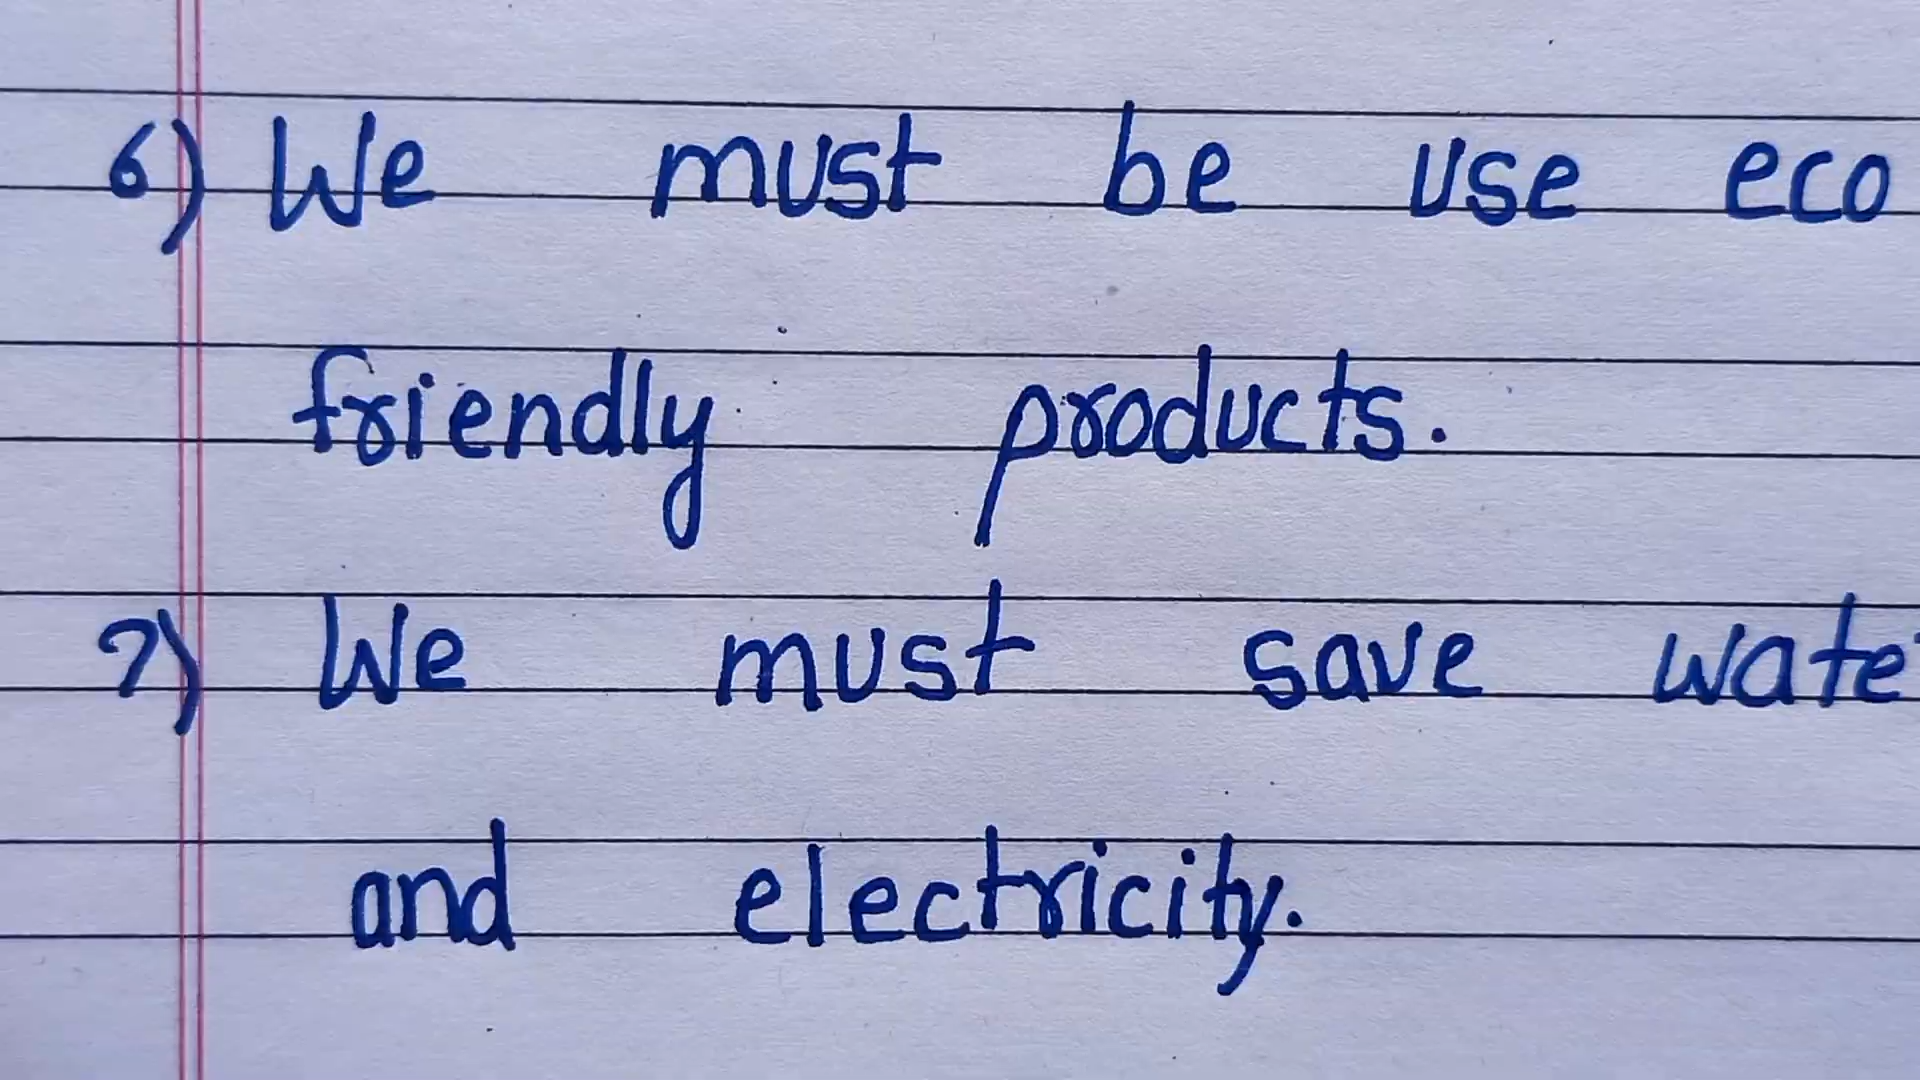 6) We must be use eco
friendly products.
7) We must save wate
and electricity.